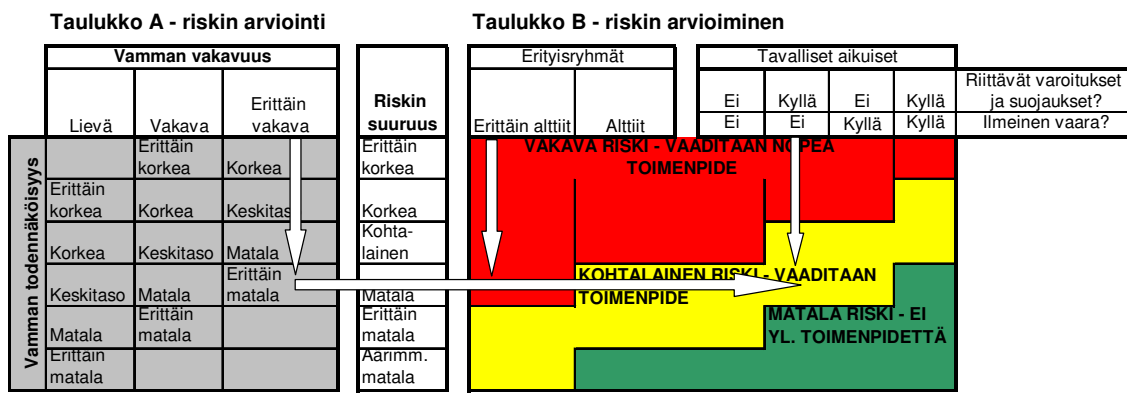 Taulukko A - riskin arviointi
Taulukko B - riskin arvioiminen
Vamman vakavuus
Erityisryhmät
Tavalliset aikuiset
Lievä
Vakava
Erittäin
vakava
Riskin
suuruus
Erittäin alttiit
Alttiit
Ei
Kyllä
Ei
Kyllä
Riittävät varoitukset
ja suojaukset?
Ei
Ei
Kyllä
Kyllä
Ilmeinen vaara?
Vamman todennäköisyys
Erittäin
korkea
Korkea
Erittäin
korkea
VAKAVA RISKI - VAADITAAN NOPEA
TOIMENPIDE
Erittäin
korkea
Korkea
Keskitas
Korkea
Korkea
Keskitaso
Matala
Kohta-
lainen
Keskitaso
Matala
Erittäin
matala
Matala
KOHTALAINEN RISKI - VAADITAAN
TOIMENPIDE
Matala
Erittäin
matala
Erittäin
matala
MATALA RISKI - EI
YL. TOIMENPIDETTÄ
Erittäin
matala
Äärimm.
matala